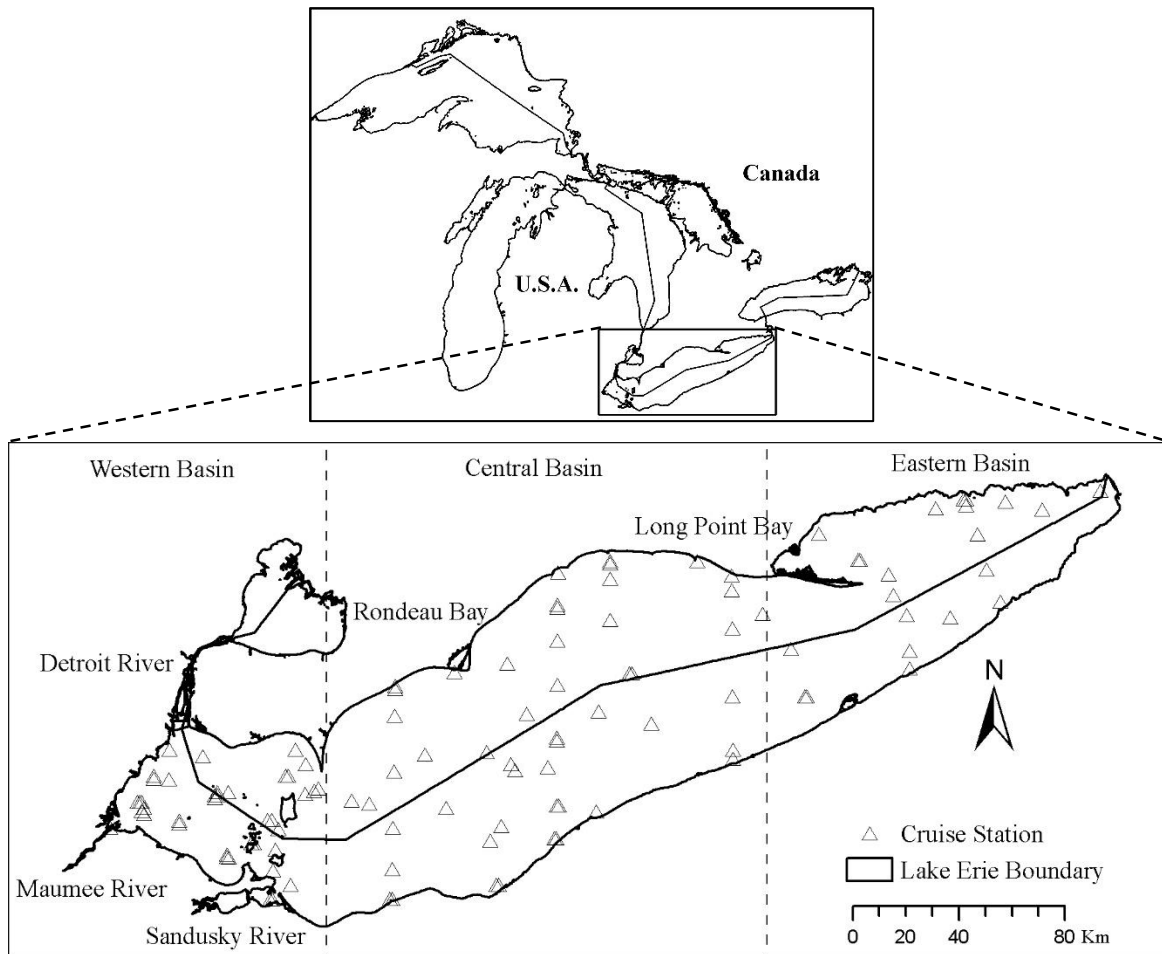 Canada
U.S.A.
Western Basin
Central Basin
Eastern Basin
Long Point Bay
Rondeau Bay
Detroit River
N
Cruise Station
Maumee River
Lake Erie Boundary
Sandusky River
0 20 40 80 Km